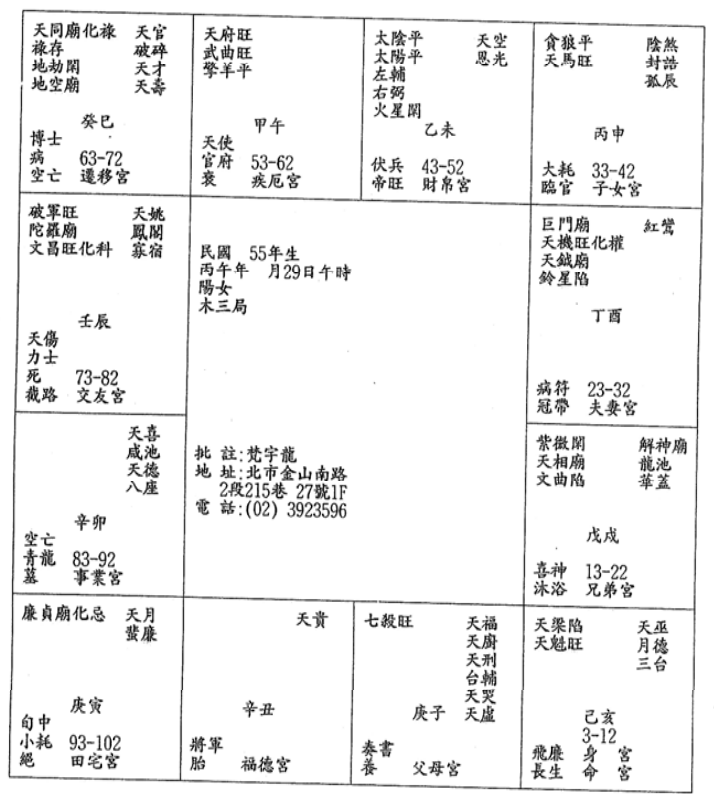 天同廟化祿 天官
祿存 破碎
地劫閑 天才
地空廟 天壽
癸巳
博士
病 63-72
空亡 遷移宮
天府旺
武曲旺
擎羊平
甲午
天使
官府 53-62
衰 疾厄宮
太陰平 天空
太陽平 恩光
左輔
右弼
火星閑
乙未
伏兵 43-52
帝旺 財帛宮
貪狼平 陰煞
天馬旺 封誥
孤辰
丙申
大耗 33-42
臨官 子女宮
破軍旺 天姚
陀羅廟 鳳閣
文昌旺化科 寡宿
壬辰
天傷
力士
死 73-82
截路 交友宮
民國 55年生
丙午年 月29日午時
陽女
木三局
批 註:梵宇龍
地 址:北市金山南路
2段215巷 27號1F
電 話:(02) 3923596
巨門廟 紅鸞
天機旺化權
天鉞廟
鈴星陷
丁酉
病符 23-32
冠帶 夫妻宮
天喜
咸池
天德
八座
辛卯
空亡
青龍 83-92
墓 事業宮
紫微閑 解神廟
天相廟 龍池
文曲陷 華蓋
戊戌
喜神 13-22
沐浴 兄弟宮
廉貞廟化忌 天月
蜚廉
庚寅
旬中
小耗 93-102
絕 田宅宮
天貴
辛丑
將軍
胎 福德宮
七殺旺 天福
天廚
天刑
台輔
天哭
庚子 天虛
奏書
養 父母宮
天梁陷 天巫
天魁旺 月德
三台
己亥
3-12
飛廉 身 宮
長生 命 宮